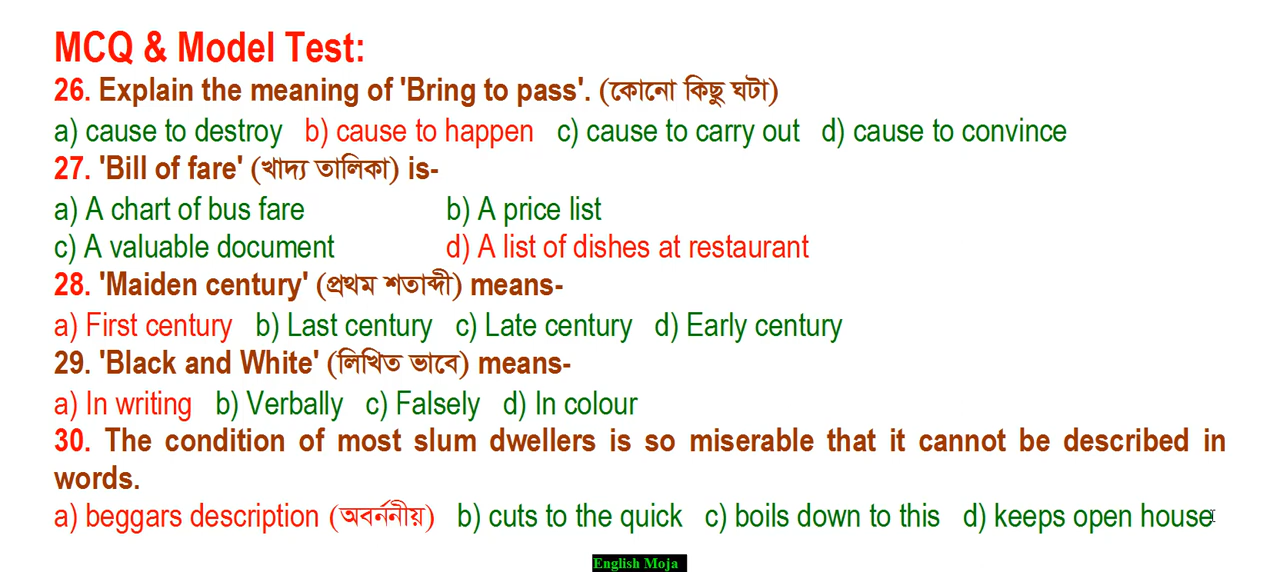 MCQ & Model Test:
26. Explain the meaning of 'Bring to pass'. (কোনো কিছু ঘটা)
a) cause to destroy b) cause to happen c) cause to carry out d) cause to convince
27. 'Bill of fare' (খাদ্য তালিকা) is-
a) A chart of bus fare b) A price list
c) A valuable document d) A list of dishes at restaurant
28. 'Maiden century' (প্রথম শতাব্দী) means-
a) First century b) Last century c) Late century d) Early century
29. 'Black and White' (লিখিত ভাবে) means-
a) In writing b) Verbally c) Falsely d) In colour
30. The condition of most slum dwellers is so miserable that it cannot be described in
words.
a) beggars description (অবর্ননীয়) b) cuts to the quick c) boils down to this d) keeps open house
English Moja